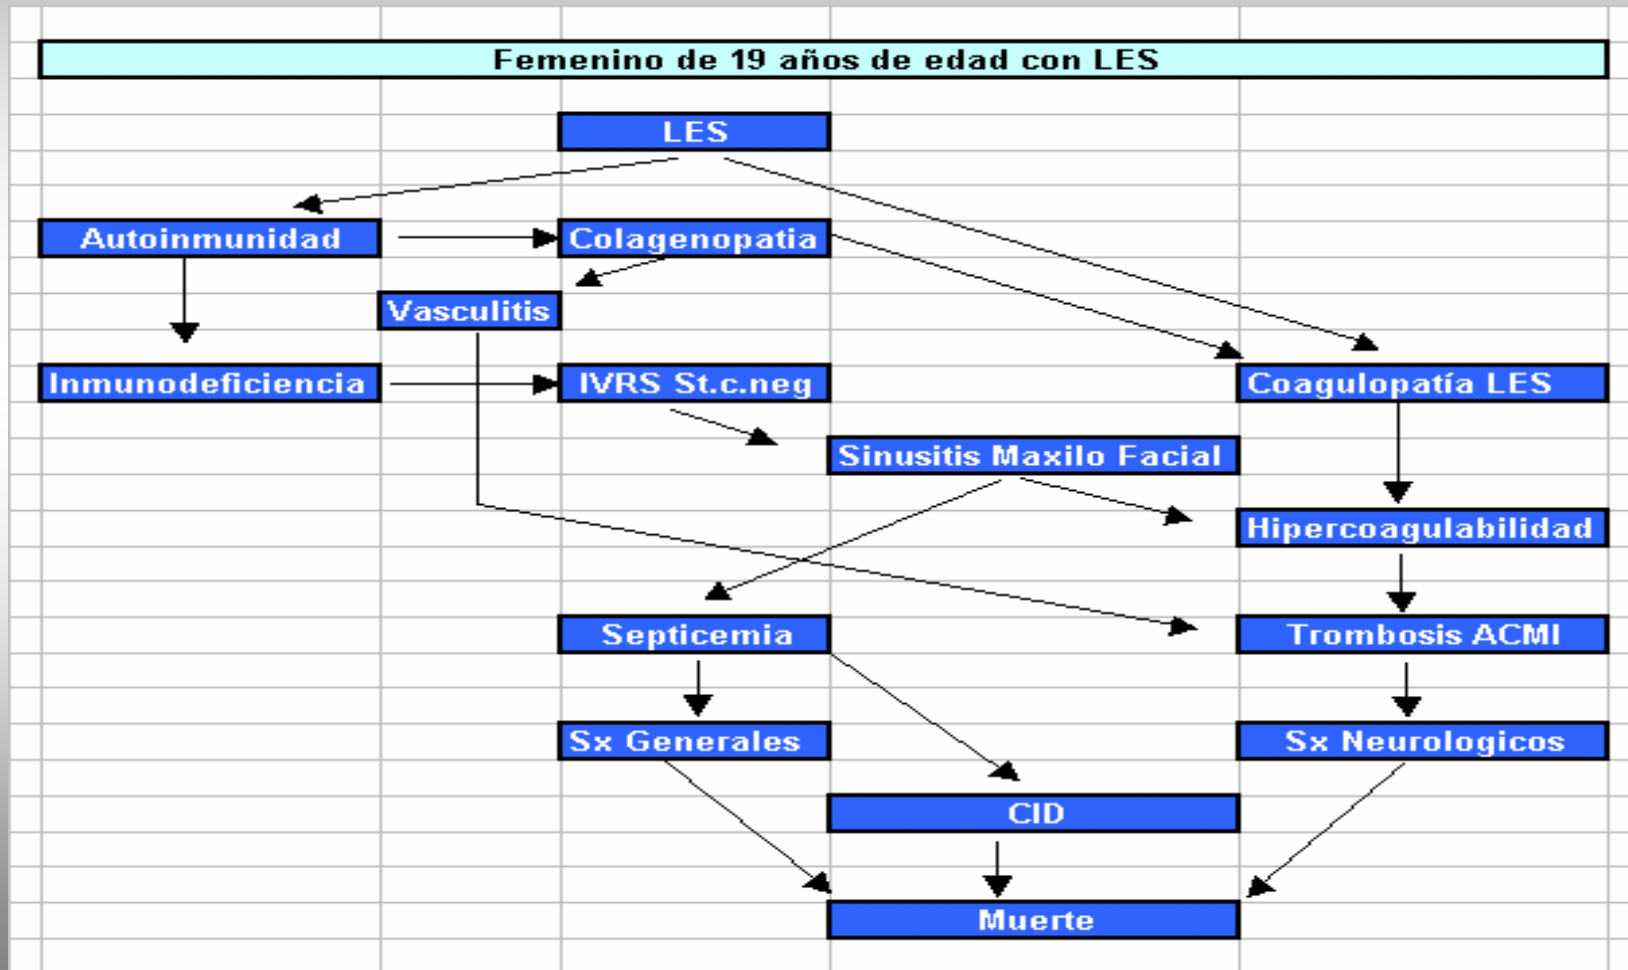 Femenino de 19 años de edad con LES
LES
Autoinmunidad
Colagenopatia
Vasculitis
Inmunodeficiencia
IVRS St.c.neg
Coagulopatía LES
Sinusitis Maxilo Facial
Hipercoagulabilidad
Septicemia
Trombosis ACMI
Sx Generales
Sx Neurologicos
CID
Muerte